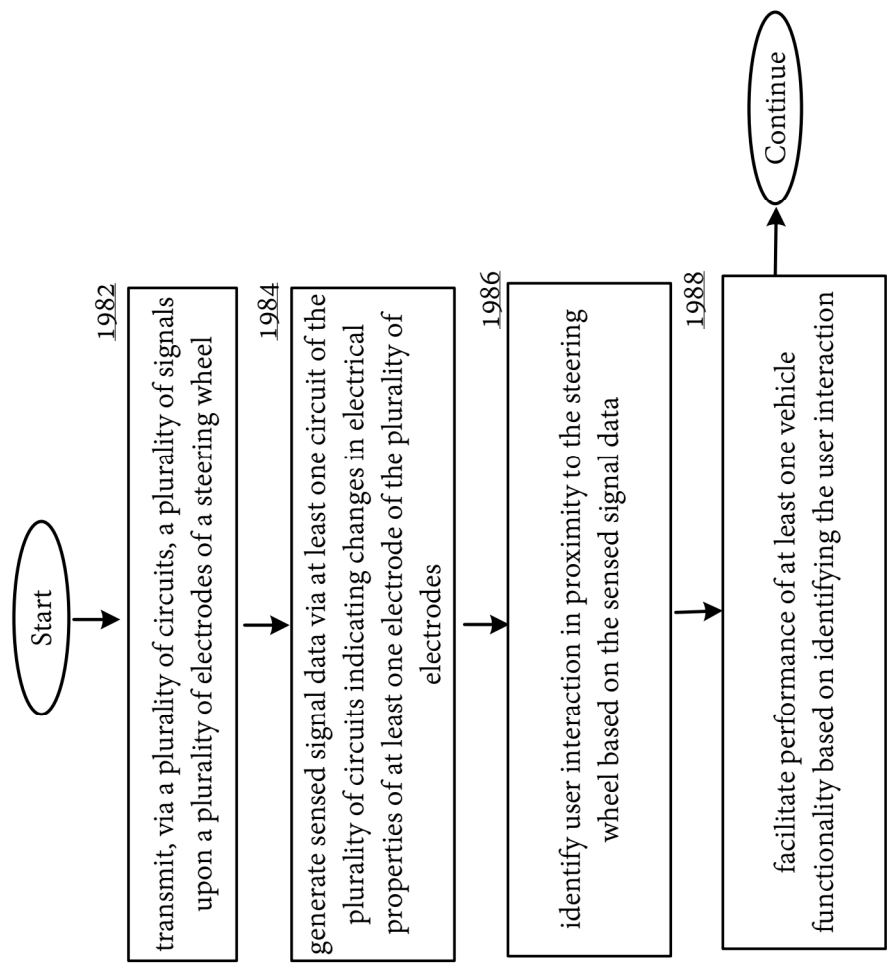 Start
1982
transmit, via a plurality of circuits, a plurality of signals
upon a plurality of electrodes of a steering wheel
1984
generate sensed signal data via at least one circuit of the
plurality of circuits indicating changes in electrical
properties of at least one electrode of the plurality of
electrodes
1986
identify user interaction in proximity to the steering
wheel based on the sensed signal data
1988
facilitate performance of at least one vehicle
functionality based on identifying the user interaction
Continue